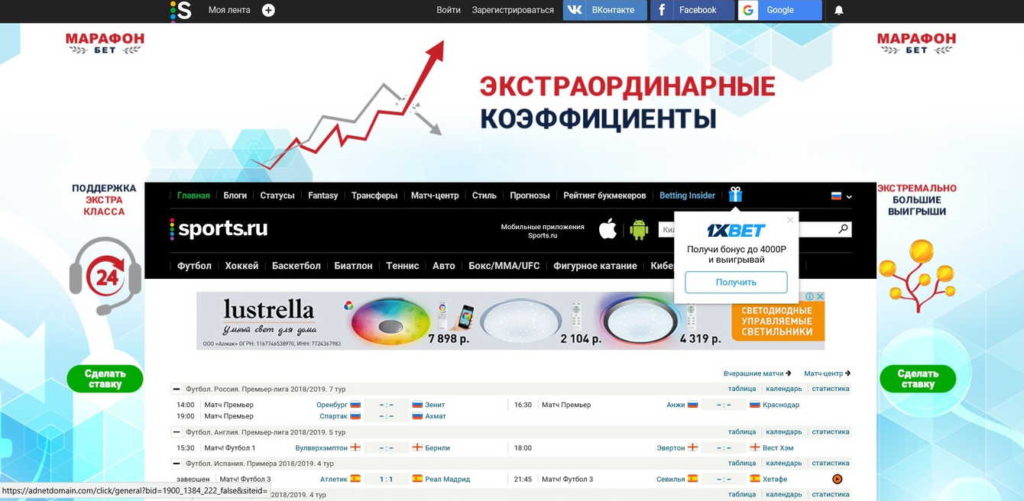 S Моя лента Войти Зарегистрироваться ВКонтакте Facebook Google
МАРАФОН
БЕТ
ЭКСТРАОРДИНАРНЫЕ
КОЭФФИЦИЕНТЫ
МАРАФОН
БЕТ
ПОДДЕРЖКА
ЭКСТРА
КЛАССА
24
Сделать
ставку
Главная Блоги Статусы Fantasy Трансферы Матч-центр Стиль Прогнозы Рейтинг букмекеров Betting Insider
sports.ru
Мобильные приложения
Sports.ru
Футбол Хоккей Баскетбол Биатлон Теннис Авто Бокс/MMA/UFC Фигурное катание Кибе
1XBET
Получи бонус до 4000Р
и выигрывай
Получить
ЭКСТРЕМАЛЬНО
БОЛЬШИЕ
ВЫИГРЫШИ
Сделать
ставку
lustrella
Умный свет для дома
ООО «Алжак» ОГРН: 1167746538970, ИНН: 7724367983
7 898 р. 2 104 р. 4 319 р.
СВЕТОДИОДНЫЕ
УПРАВЛЯЕМЫЕ
СВЕТИЛЬНИКИ
Вчерашние матчи Матч-центр
Футбол. Россия. Премьер-лига 2018/2019. 7 тур таблица календарь статистика
14:00 Матч Премьер Оренбург – : – Зенит 16:30 Матч Премьер Анжи – : – Краснодар
19:00 Матч Премьер Спартак – : – Ахмат
Футбол. Англия. Премьер-лига 2018/2019. 5 тур таблица календарь статистика
15:30 Матч! Футбол 1 Вулверхэмптон – : – Бернли 18:00 Эвертон – : – Вест Хэм
Футбол. Испания. Примера 2018/2019. 4 тур таблица календарь статистика
завершен Матч! Футбол 3 Атлетик 1 : 1 Реал Мадрид 21:45 Матч! Футбол 3 Севилья – : – Хетафе
https://adnetdomain.com/click/general?bid=1900_1384_222_false&siteid=
2018/2019. 4 тур таблица календарь статистика